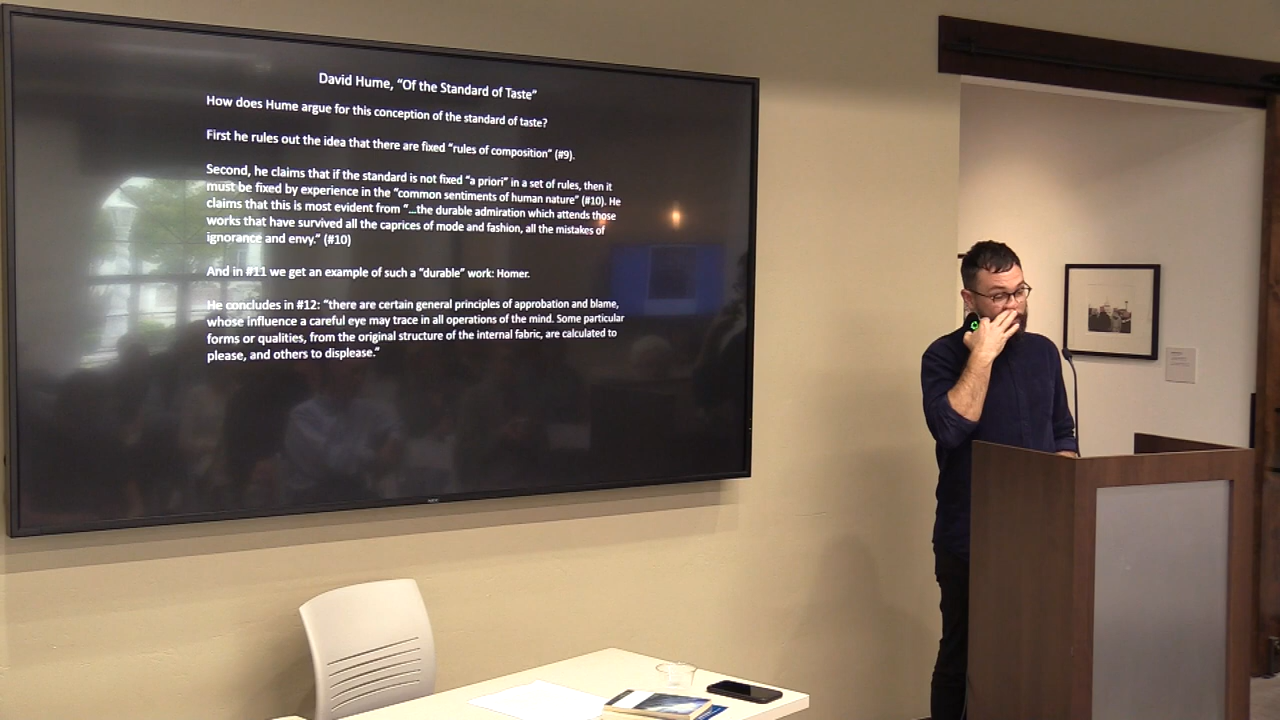 David Hume, “Of the Standard of Taste”
How does Hume argue for this conception of the standard of taste?
First he rules out the idea that there are fixed “rules of composition” (#9).
Second, he claims that if the standard is not fixed “a priori” in a set of rules, then it
must be fixed by experience in the “common sentiments of human nature” (#10). He
claims that this is most evident from “...the durable admiration which attends those
works that have survived all the caprices of mode and fashion, all the mistakes of
ignorance and envy.” (#10)
And in #11 we get an example of such a “durable” work: Homer.
He concludes in #12: “there are certain general principles of approbation and blame,
whose influence a careful eye may trace in all operations of the mind. Some particular
forms or qualities, from the original structure of the internal fabric, are calculated to
please, and others to displease.”